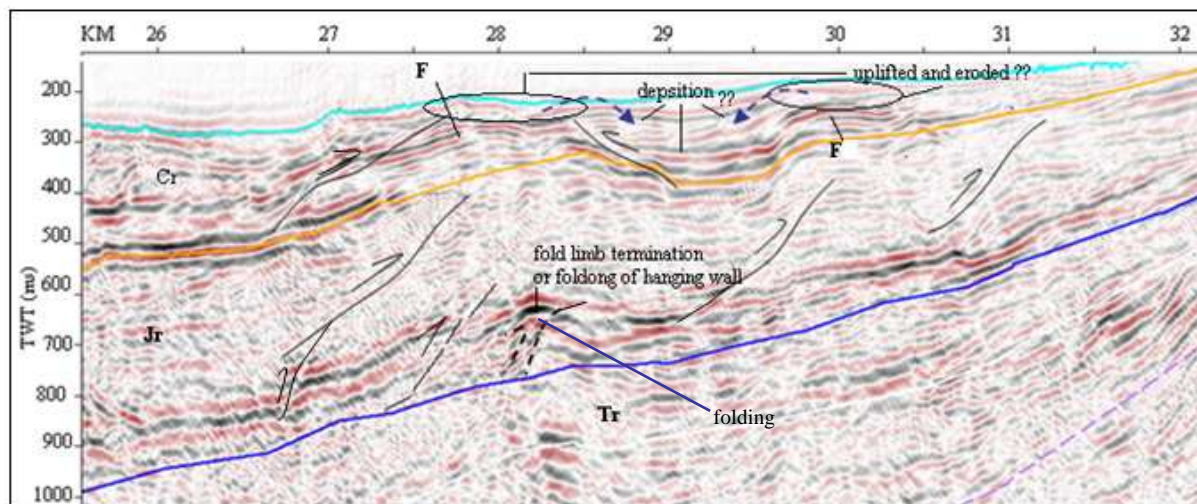 KM 26 27 28 29 30 31 32
F
uplifted and eroded ??
200
depsition ??
300
F
Cr
400
500
fold limb termination
or foldong of hanging wall
600
TWT (ms)
Jr
700
800
Tr
folding
900
1000